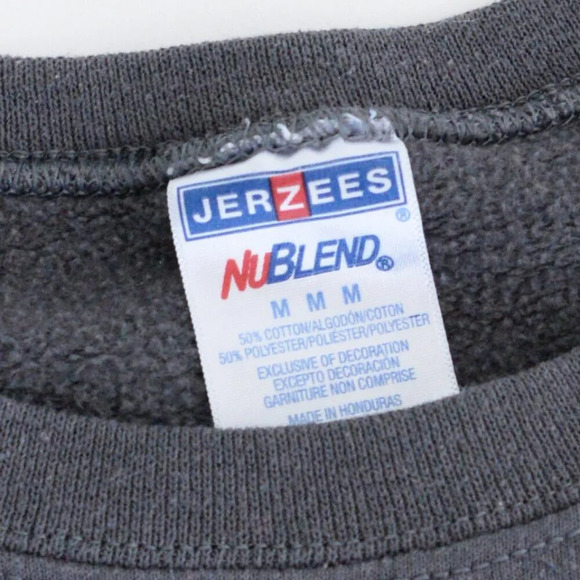 JERZEES®
NUBLEND®
M M M
50% COTTON/ALGODÓN/COTON
50% POLYESTER/POLIÉSTER/POLYESTER
EXCLUSIVE OF DECORATION
EXCEPTO DECORACIÓN
GARNITURE NON COMPRISE
MADE IN HONDURAS